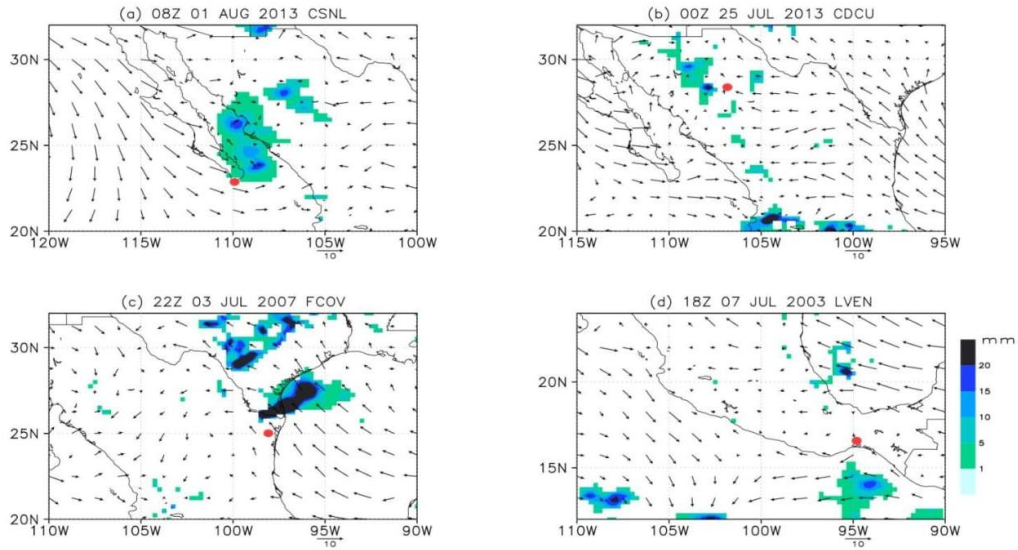 (a) 08Z 01 AUG 2013 CSNL
(b) 00Z 25 JUL 2013 CDCU
30N
25N
20N
120W 115W 110W 105W 100W
10
30N
25N
20N
115W 110W 105W 100W 95W
10
(c) 22Z 03 JUL 2007 FCOV
(d) 18Z 07 JUL 2003 LVEN
30N
25N
20N
110W 105W 100W 95W 90W
10
20N
15N
110W 105W 100W 95W 90W
10
mm
20
15
10
5
1